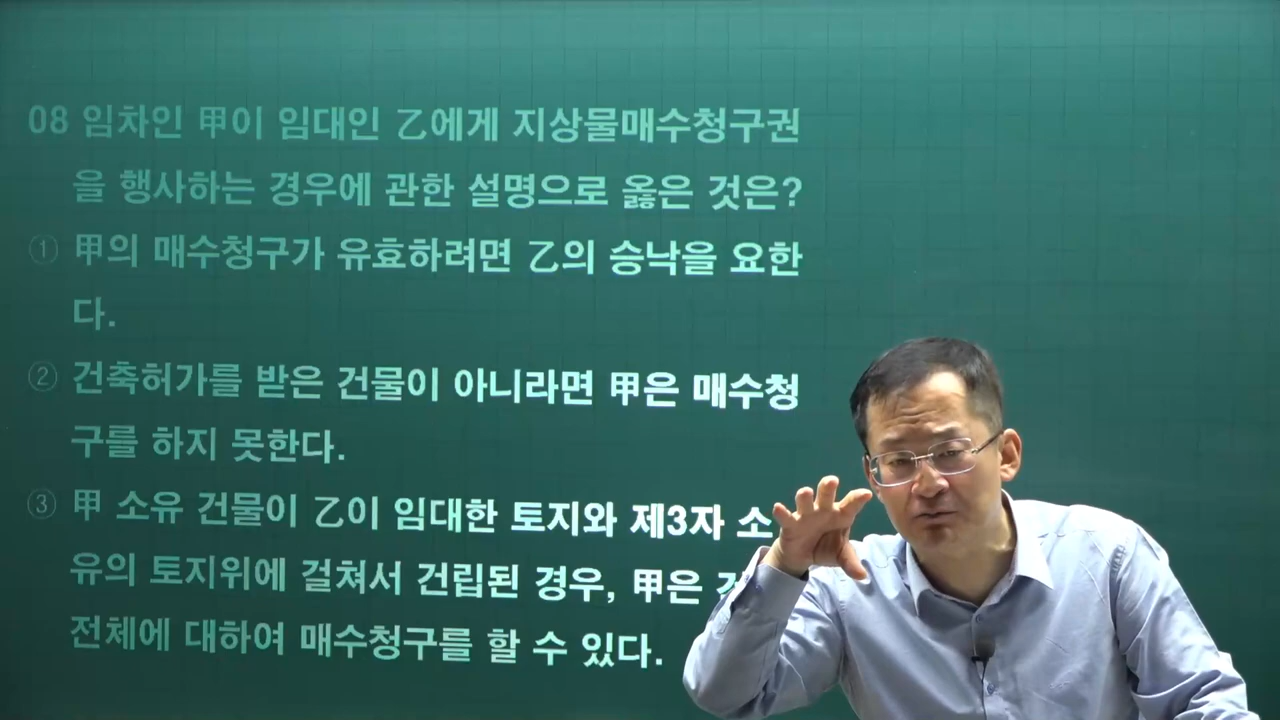 08 임차인 甲이 임대인 乙에게 지상물매수청구권
을 행사하는 경우에 관한 설명으로 옳은 것은?
① 甲의 매수청구가 유효하려면 乙의 승낙을 요한
다.
② 건축허가를 받은 건물이 아니라면 甲은 매수청
구를 하지 못한다.
③ 甲 소유 건물이 乙이 임대한 토지와 제3자 소
유의 토지위에 걸쳐서 건립된 경우, 甲은
전체에 대하여 매수청구를 할 수 있다.